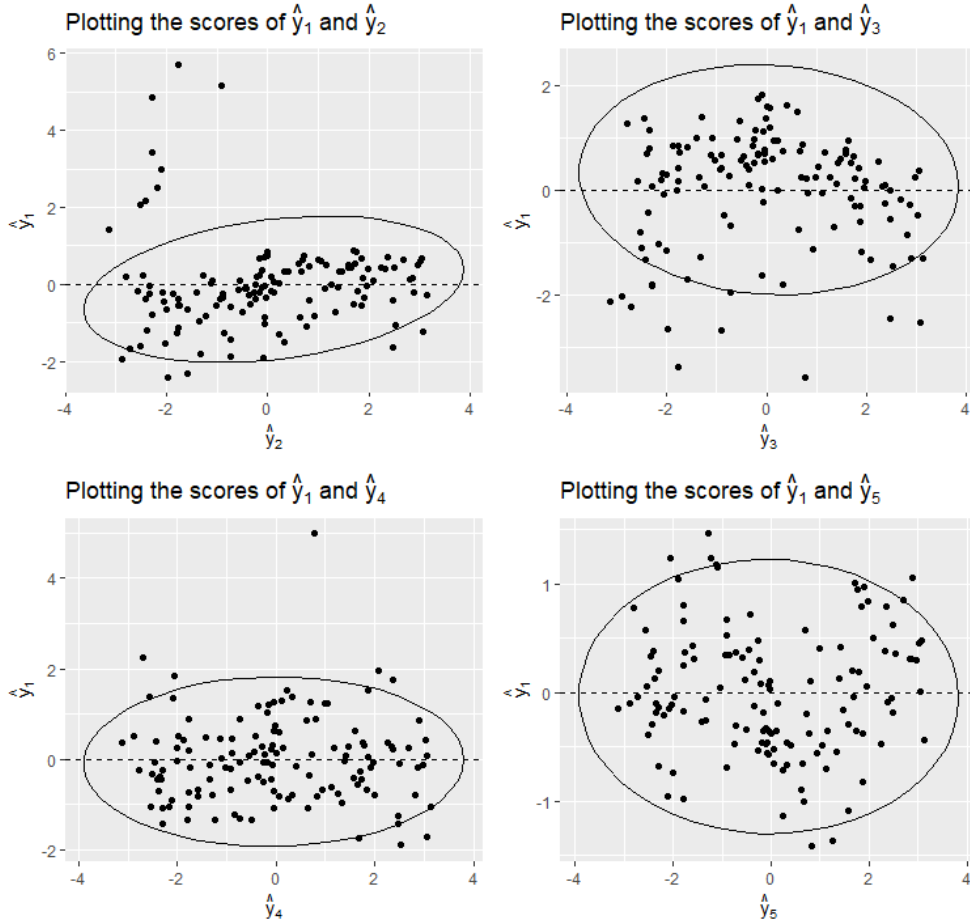 Plotting the scores of ŷ₁ and ŷ₂
6
4
2
0
-2
ŷ₁
-4
-2
0
2
4
ŷ₂
Plotting the scores of ŷ₁ and ŷ₃
2
0
-2
ŷ₁
-4
-2
0
2
4
ŷ₃
Plotting the scores of ŷ₁ and ŷ₄
4
2
0
-2
ŷ₁
-4
-2
0
2
4
ŷ₄
Plotting the scores of ŷ₁ and ŷ₅
1
0
-1
ŷ₁
-4
-2
0
2
4
ŷ₅